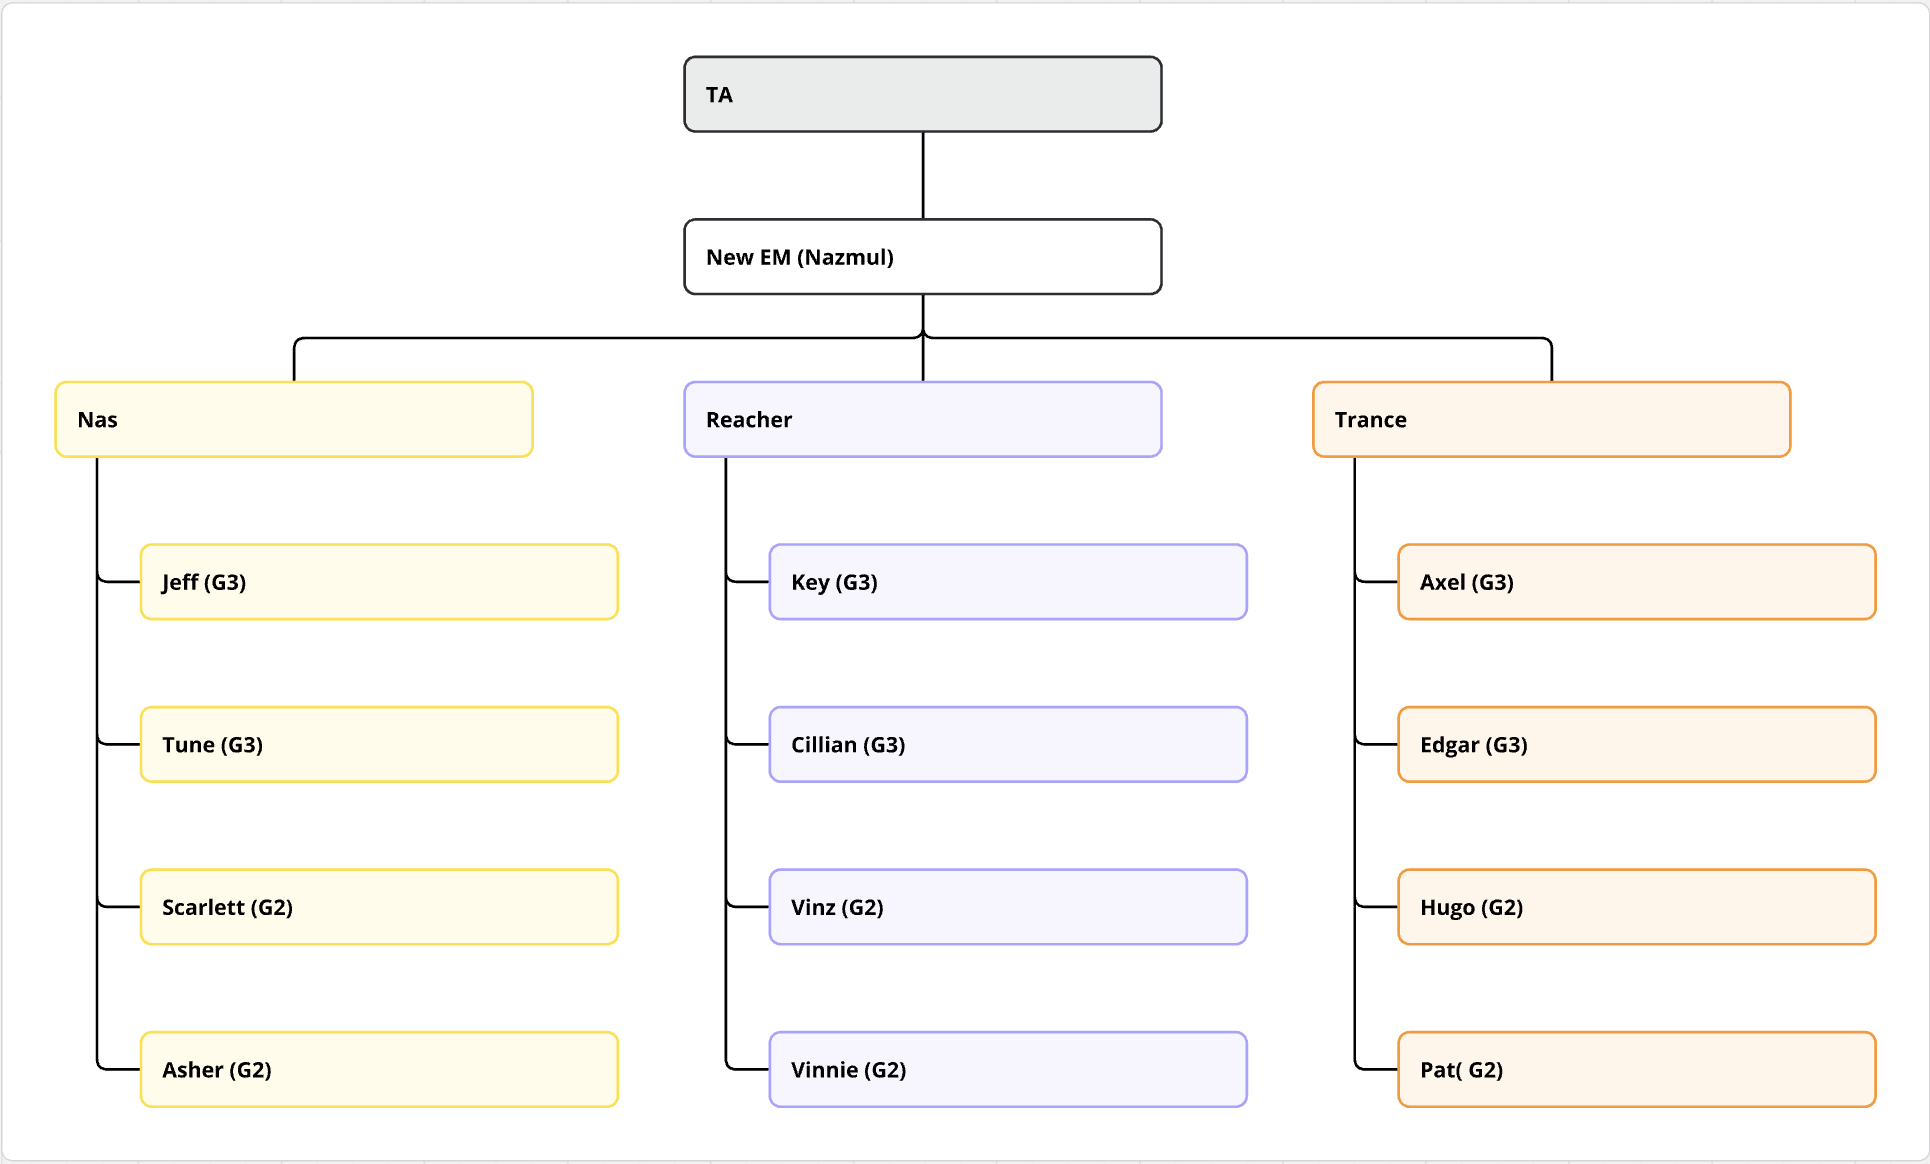 TA
New EM (Nazmul)
Nas
Reacher
Trance
Jeff (G3)
Key (G3)
Axel (G3)
Tune (G3)
Cillian (G3)
Edgar (G3)
Scarlett (G2)
Vinz (G2)
Hugo (G2)
Asher (G2)
Vinnie (G2)
Pat( G2)